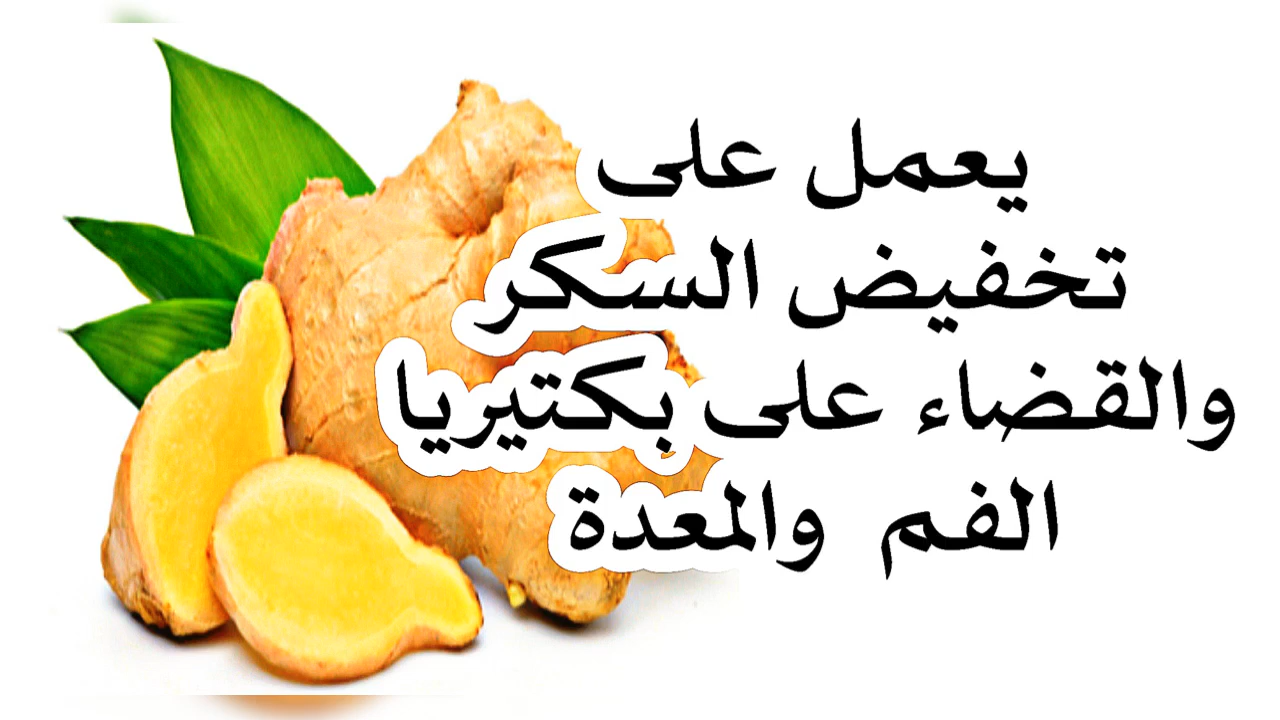 يعمل على
تخفيض السكر
والقضاء على بكتيريا
الفم والمعدة